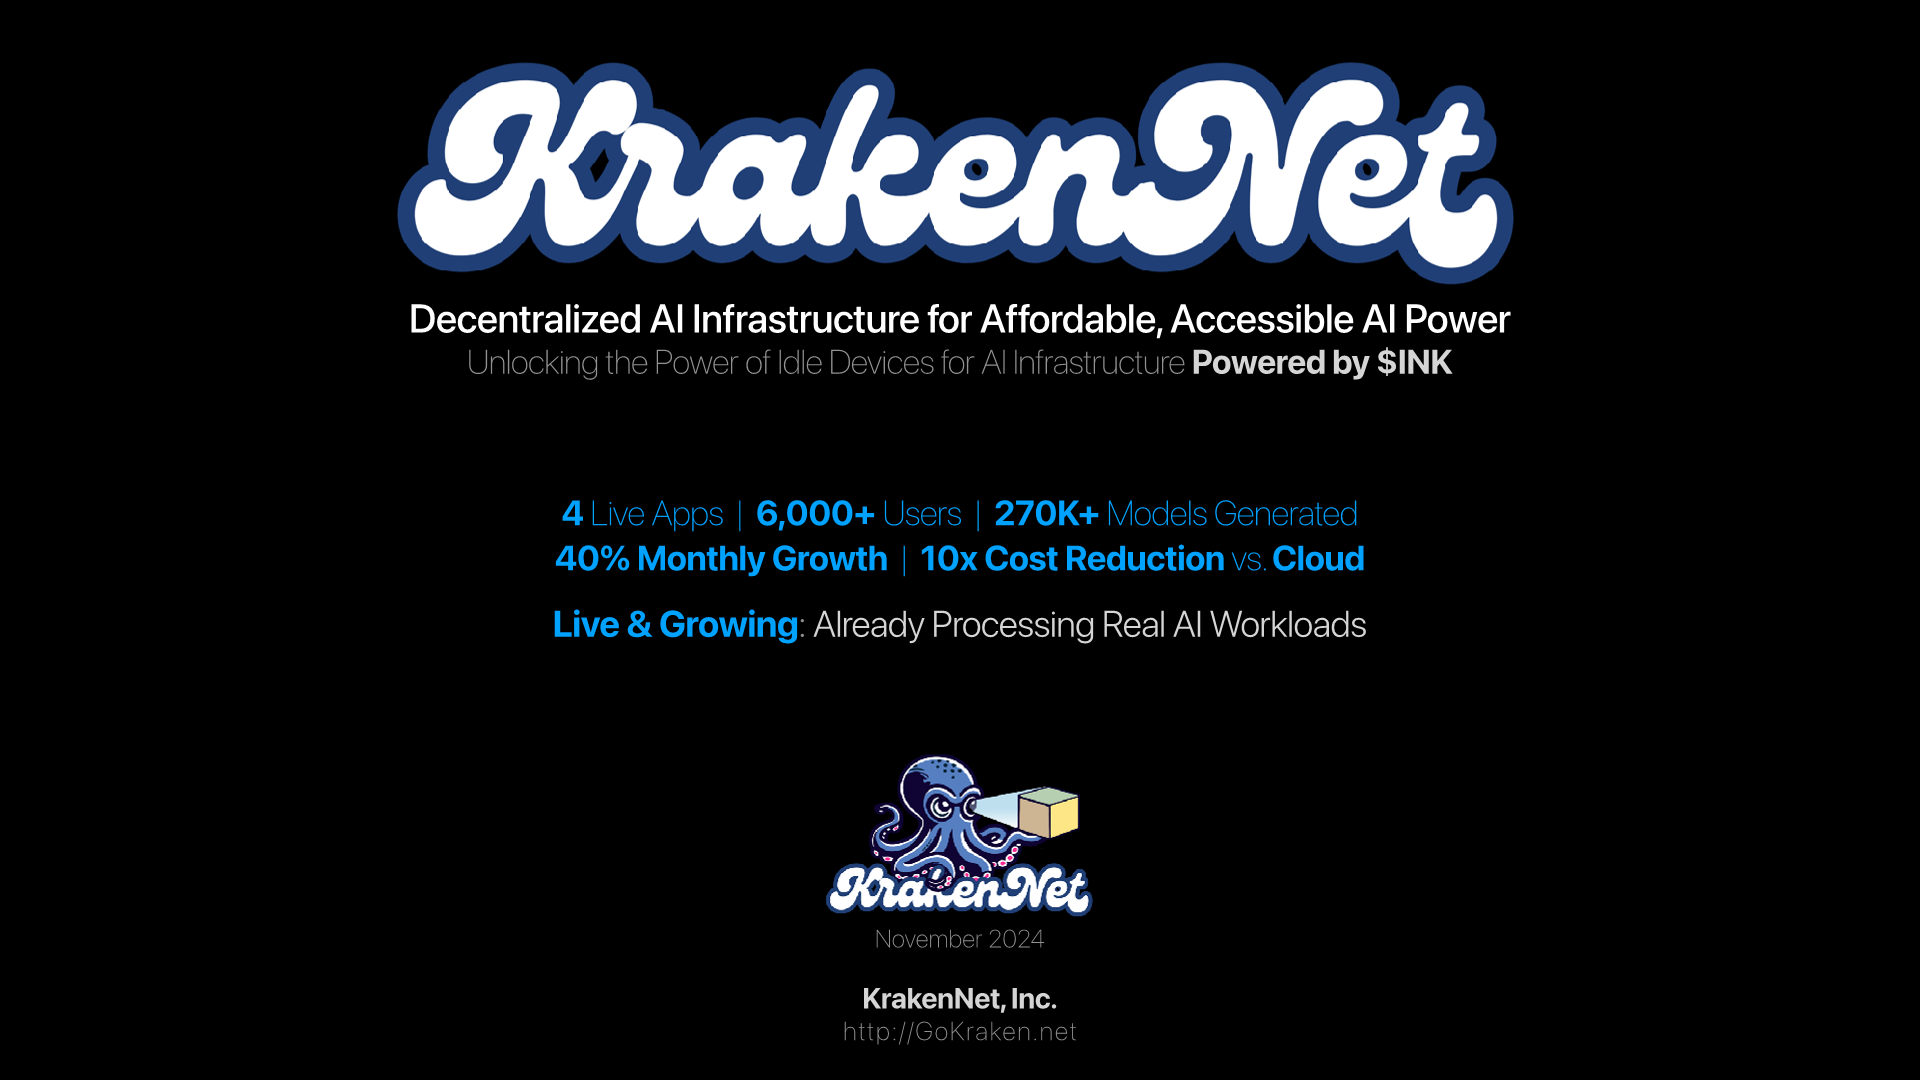 KrakenNet
Decentralized AI Infrastructure for Affordable, Accessible AI Power
Unlocking the Power of Idle Devices for AI Infrastructure Powered by $INK
4 Live Apps | 6,000+ Users | 270K+ Models Generated
40% Monthly Growth | 10x Cost Reduction vs. Cloud
Live & Growing: Already Processing Real AI Workloads
KrakenNet
November 2024
KrakenNet, Inc.
http://GoKraken.net